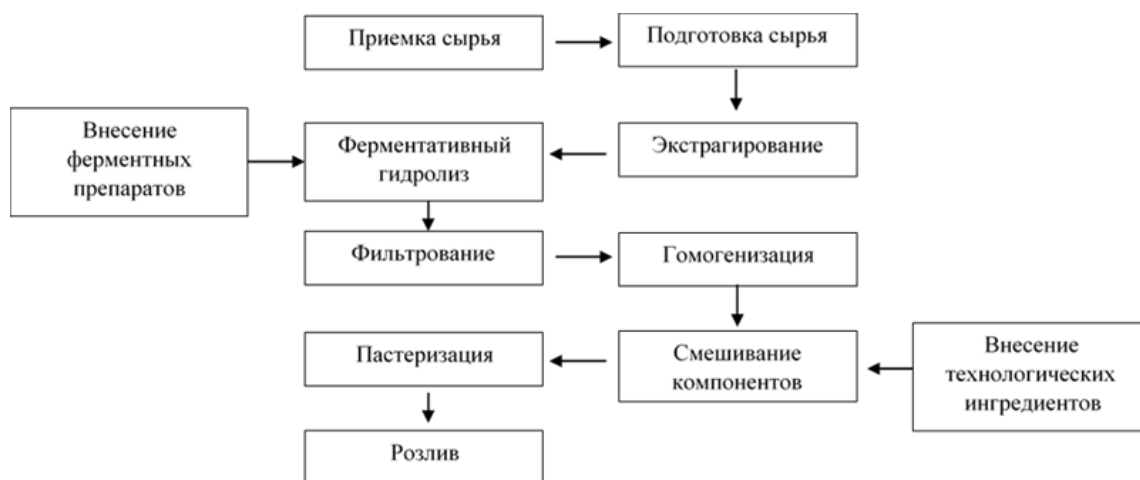 Приемка сырья
Подготовка сырья
Внесение
ферментных
препаратов
Ферментативный
гидролиз
Экстрагирование
Фильтрование
Гомогенизация
Пастеризация
Смешивание
компонентов
Внесение
технологических
ингредиентов
Розлив